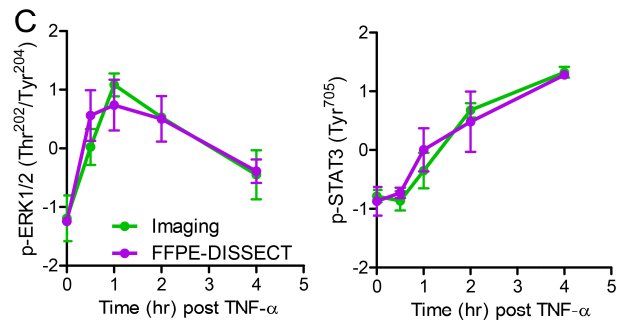 C
p-ERK1/2 (Thr202/Tyr204)
2
1
0
-1
-2
Imaging
FFPE-DISSECT
0 1 2 3 4 5
Time (hr) post TNF-α
p-STAT3 (Tyr705)
2
1
0
-1
-2
0 1 2 3 4 5
Time (hr) post TNF-α